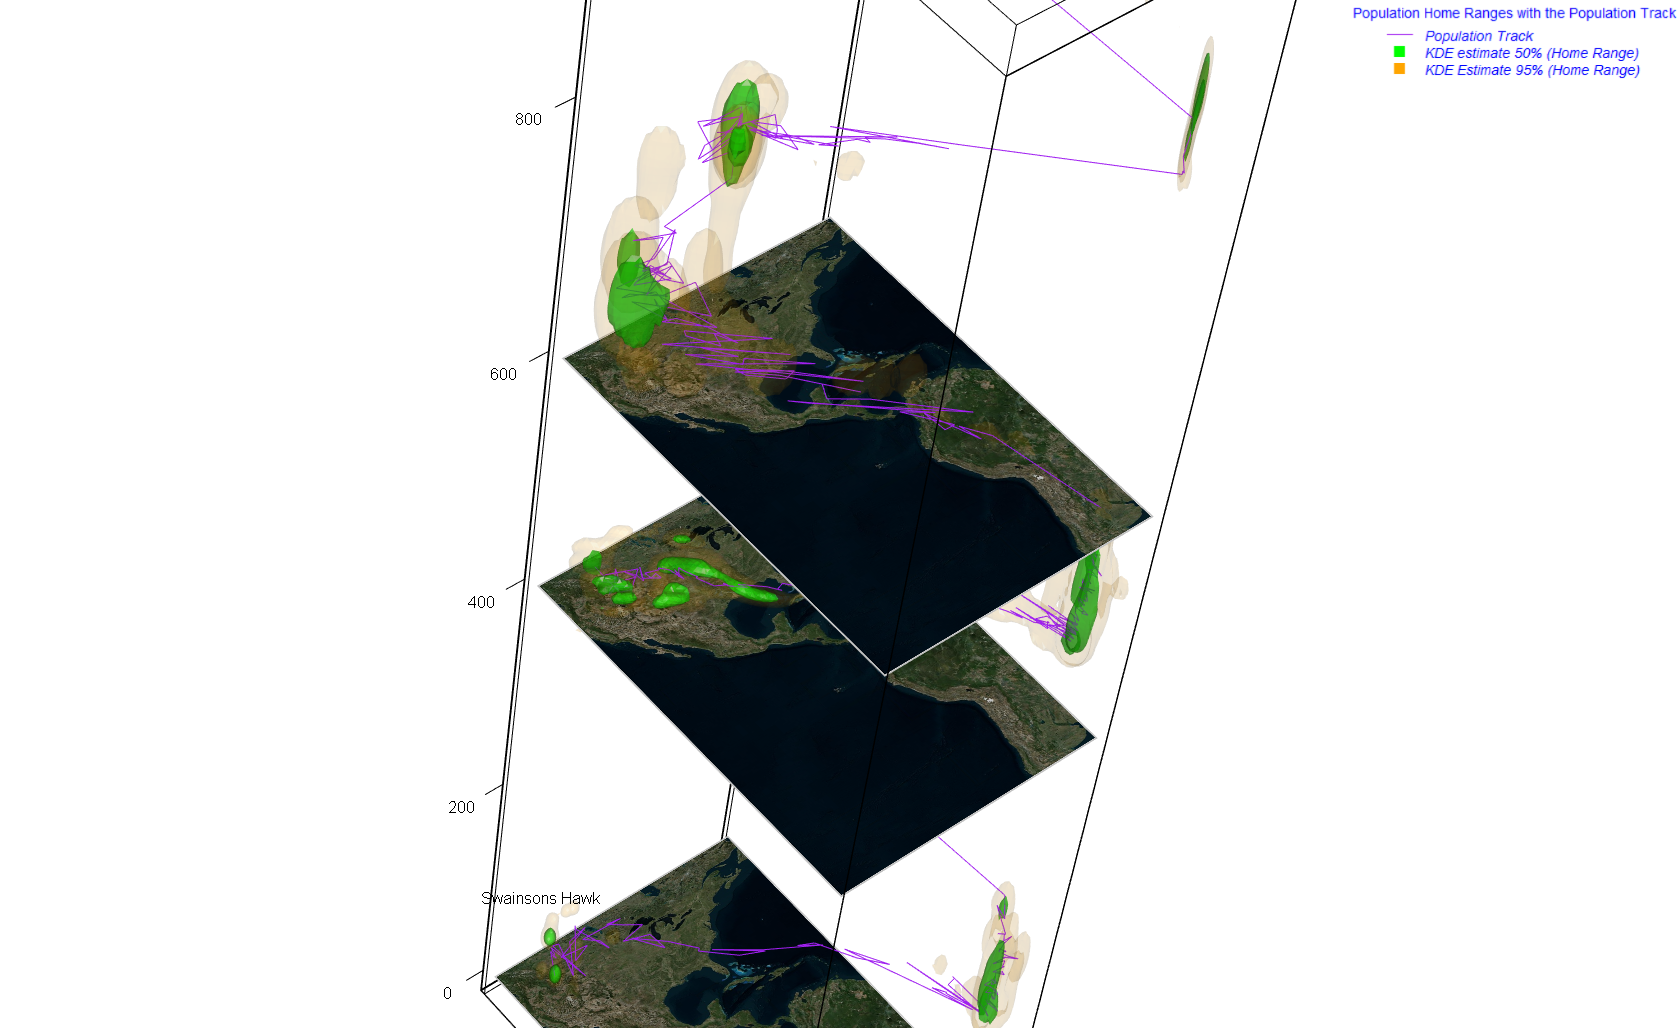 Population Home Ranges with the Population Track
Population Track
KDE estimate 50% (Home Range)
KDE Estimate 95% (Home Range)
800
600
400
200
Swainsons Hawk
0